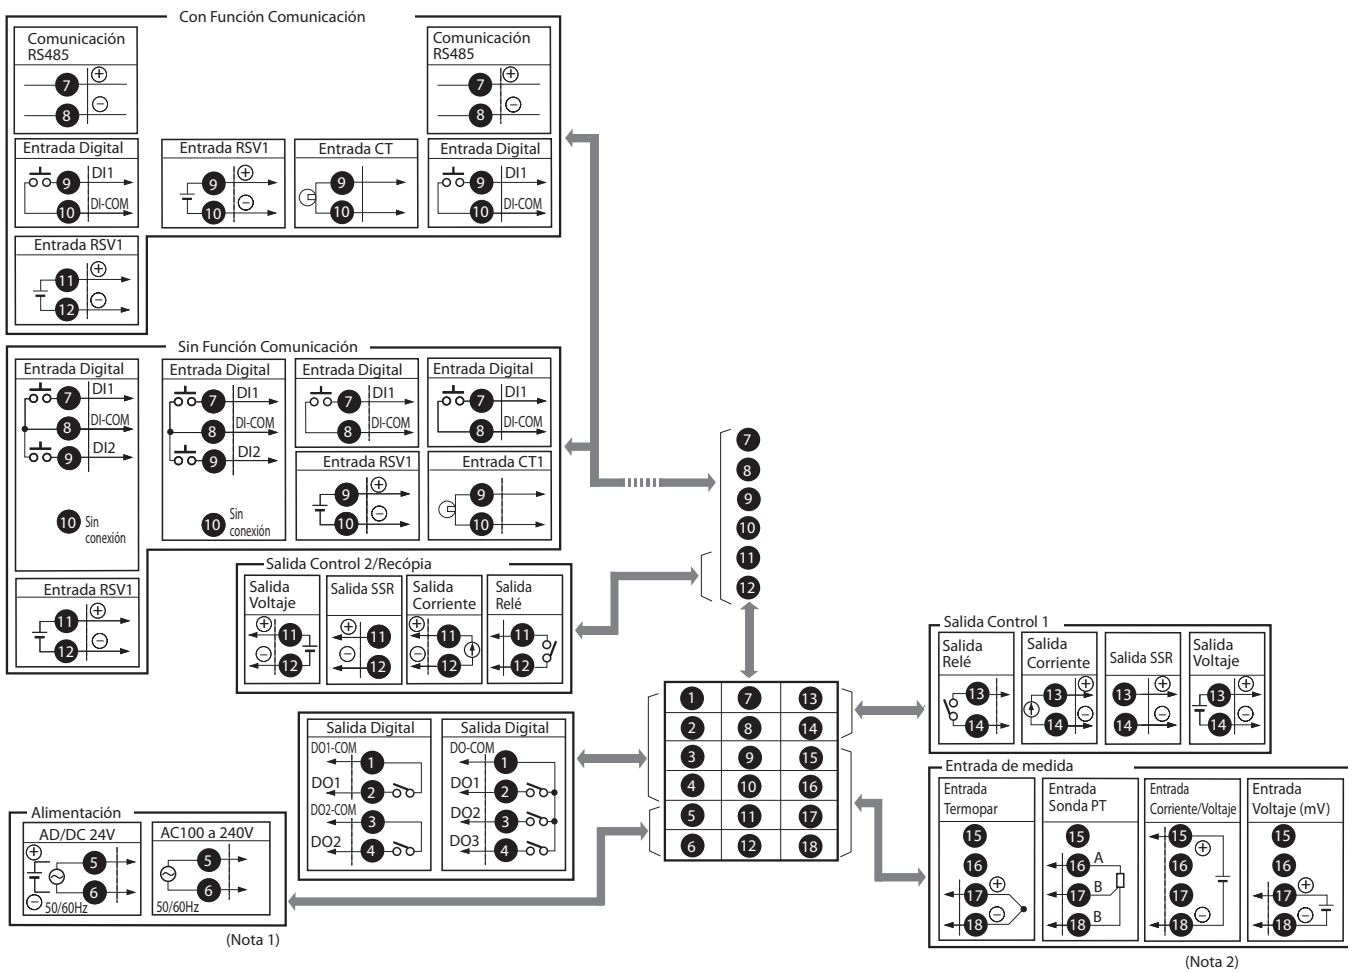 Con Función Comunicación
Comunicación
RS485
7
+
8
−
Comunicación
RS485
7
+
8
−
Entrada Digital
9
DI1
10
DI-COM
Entrada RSV1
9
+
10
−
Entrada CT
9
10
Entrada Digital
9
DI1
10
DI-COM
Entrada RSV1
11
+
12
−
Sin Función Comunicación
Entrada Digital
7
DI1
8
DI-COM
9
DI2
10 Sin
conexión
Entrada Digital
7
DI1
8
DI-COM
9
DI2
10 Sin
conexión
Entrada Digital
7
DI1
8
DI-COM
Entrada Digital
7
DI1
8
DI-COM
Entrada RSV1
9
+
10
−
Entrada CT1
9
10
Entrada RSV1
11
+
12
−
7
8
9
10
11
12
Salida Control 2/Recópia
Salida
Voltaje
+
11
−
12
Salida SSR
+
11
−
12
Salida
Corriente
+
11
−
12
Salida
Relé
11
12
1 7 13
2 8 14
3 9 15
4 10 16
5 11 17
6 12 18
Salida Control 1
Salida
Relé
13
14
Salida
Corriente
13
+
14
−
Salida SSR
13
+
14
−
Salida
Voltaje
13
+
14
−
Salida Digital
DO1-COM
1
DO1
2
DO2-COM
3
DO2
4
Salida Digital
DO-COM
1
DO1
2
DO2
3
DO3
4
Entrada de medida
Entrada
Termopar
15
16
17
+
18
−
Entrada
Sonda PT
15
16
A
17
B
18
B
Entrada
Corriente/Voltaje
15
+
16
17
18
−
Entrada
Voltaje (mV)
15
16
17
+
18
−
(Nota 2)
Alimentación
AD/DC 24V
+
5
6
−
50/60Hz
AC100 a 240V
5
6
50/60Hz
(Nota 1)